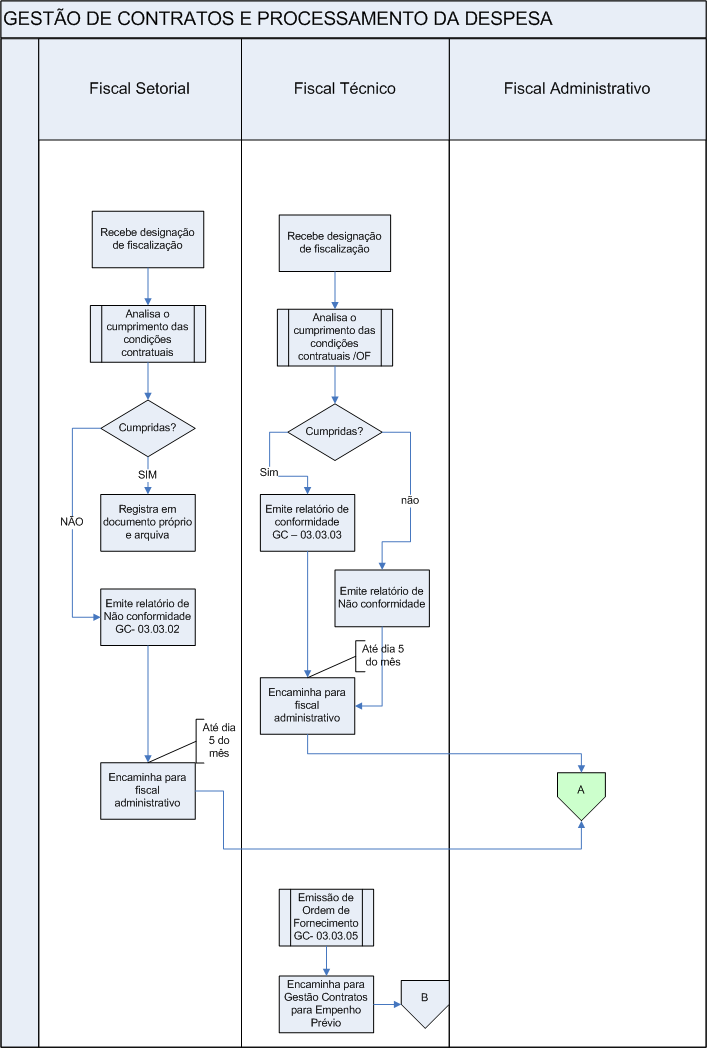 GESTÃO DE CONTRATOS E PROCESSAMENTO DA DESPESA
Fiscal Setorial
Fiscal Técnico
Fiscal Administrativo
Recebe designação
de fiscalização
Analisa o
cumprimento das
condições
contratuais
Cumpridas?
SIM
NÃO
Registra em
documento próprio
e arquiva
Emite relatório de
Não conformidade
GC- 03.03.02
Até dia
5 do
mês
Encaminha para
fiscal
administrativo
Recebe designação
de fiscalização
Analisa o
cumprimento das
condições
contratuais /OF
Cumpridas?
Sim
não
Emite relatório de
conformidade
GC – 03.03.03
Emite relatório de
Não conformidade
Até dia 5
do mês
Encaminha para
fiscal
administrativo
A
Emissão de
Ordem de
Fornecimento
GC- 03.03.05
Encaminha para
Gestão Contratos
para Empenho
Prévio
B